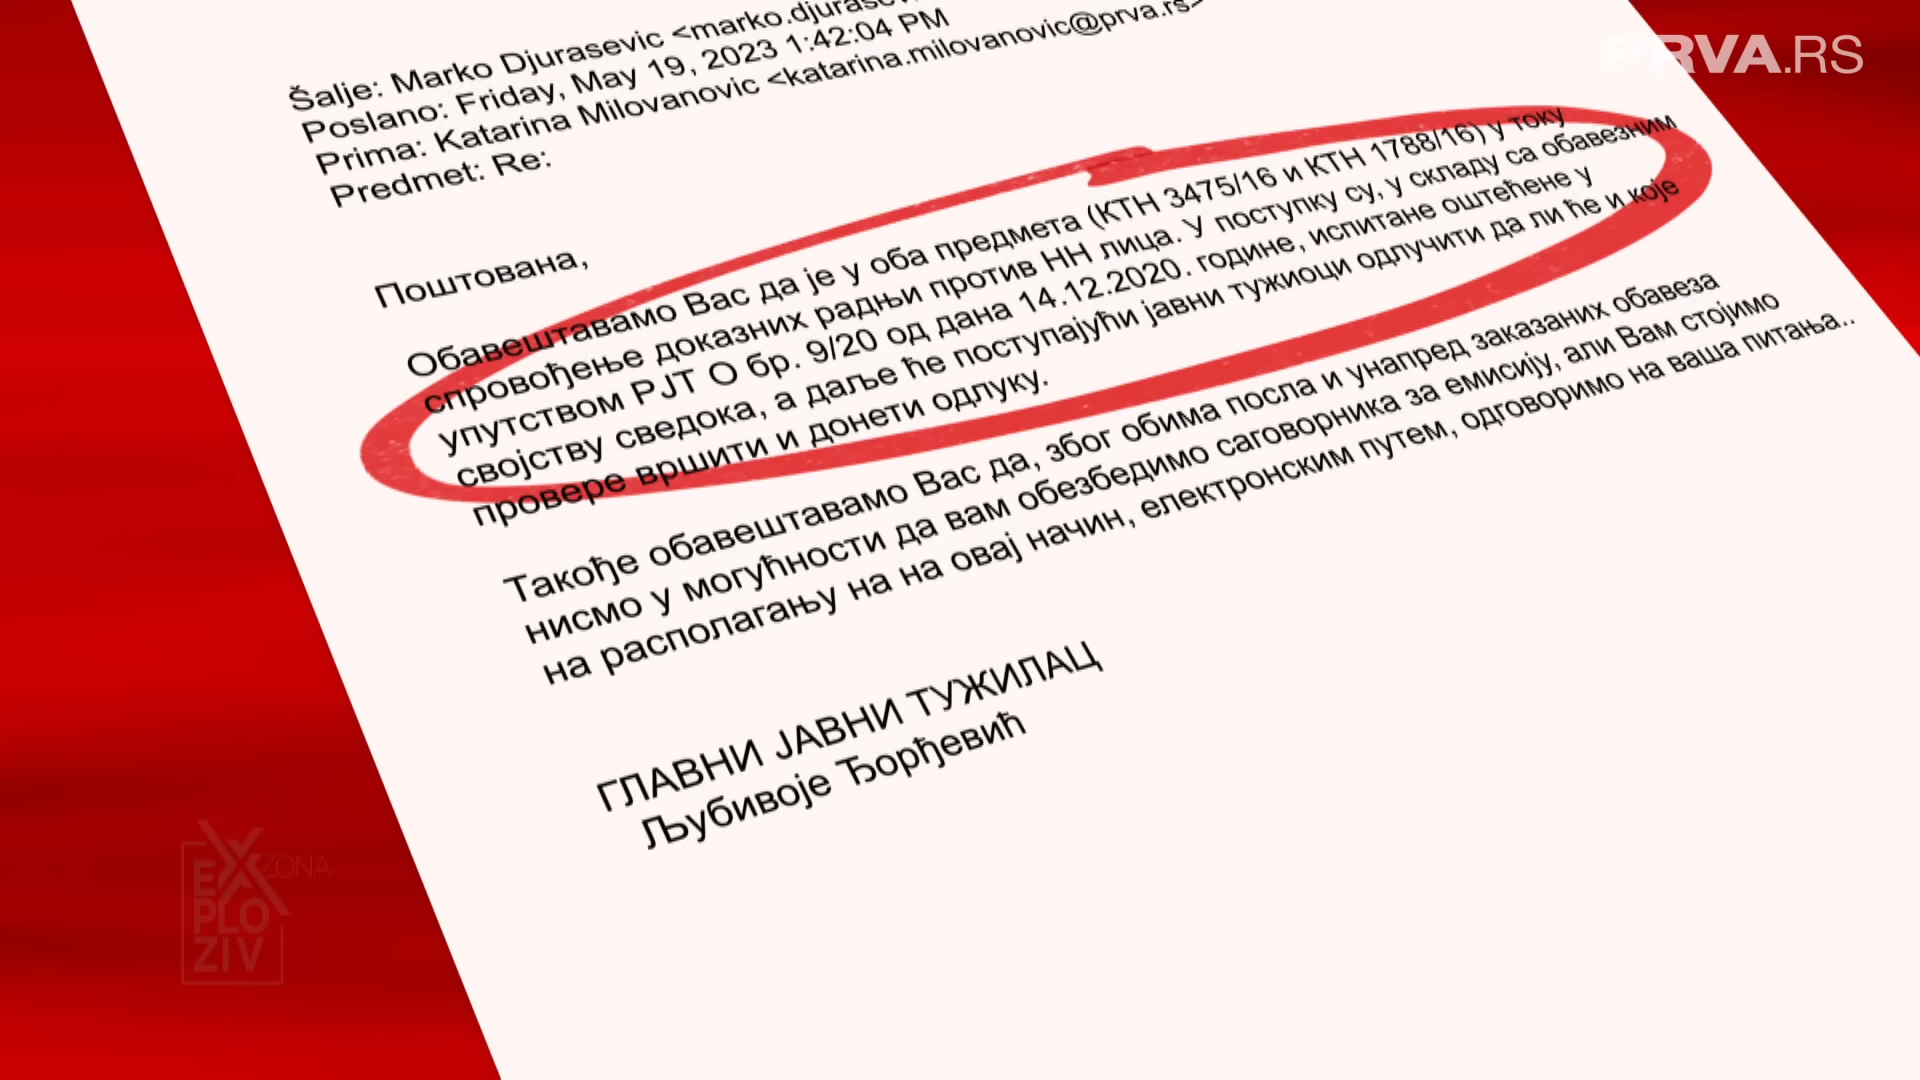 PRVA.RS
Šalje: Marko Djurasevic
Poslano: Friday, May 19, 2023 1:42:04 PM
Prima: Katarina Milovanovic <katarina.milovanovic@prva.rs>
Predmet: Re:
Поштована,
Обавештавамо Вас да је у оба предмета (КТН 3475/16 и КТН 1788/16) у току
спровођење доказних радњи против НН лица. У поступку су, у складу са обавезним
упутством РЈТ О бр. 9/20 од дана 14.12.2020. године, испитане оштећене у
својству сведока, а даље ће поступајући јавни тужиоци одлучити да ли ће и које
провере вршити и донети одлуку.
Такође обавештавамо Вас да, због обима посла и унапред заказаних обавеза
нисмо у могућности да вам обезбедимо саговорника за емисију, али Вам стојимо
на располагању на на овај начин, електронским путем, одговоримо на ваша питања..
ГЛАВНИ ЈАВНИ ТУЖИЛАЦ
Љубивоје Ђорђевић
EXPLOZIV
ZONA